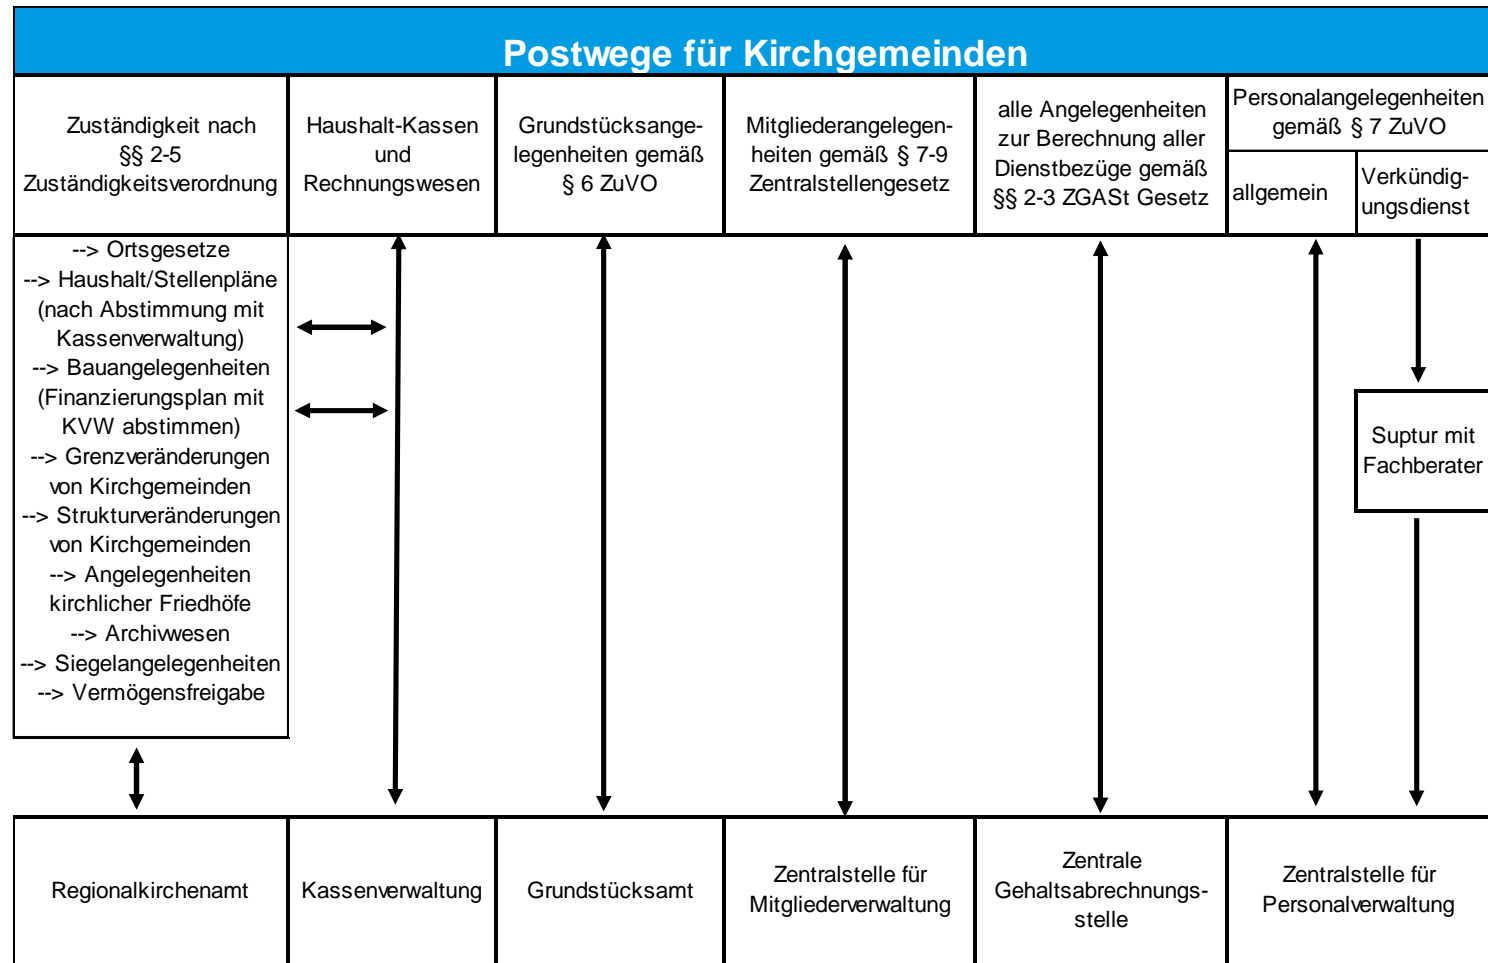 Postwege für Kirchgemeinden
Zuständigkeit nach
§§ 2-5
Zuständigkeitsverordnung
Haushalt-Kassen
und
Rechnungswesen
Grundstücksange-
legenheiten gemäß
§ 6 ZuVO
Mitgliederangelegen-
heiten gemäß § 7-9
Zentralstellengesetz
alle Angelegenheiten
zur Berechnung aller
Dienstbezüge gemäß
§§ 2-3 ZGASt Gesetz
Personalangelegenheiten
gemäß § 7 ZuVO
allgemein
Verkündig-
ungsdienst
--> Ortsgesetze
--> Haushalt/Stellenpläne
(nach Abstimmung mit
Kassenverwaltung)
--> Bauangelegenheiten
(Finanzierungsplan mit
KVW abstimmen)
--> Grenzveränderungen
von Kirchgemeinden
--> Strukturveränderungen
von Kirchgemeinden
--> Angelegenheiten
kirchlicher Friedhöfe
--> Archivwesen
--> Siegelangelegenheiten
--> Vermögensfreigabe
Suptur mit
Fachberater
Regionalkirchenamt
Kassenverwaltung
Grundstücksamt
Zentralstelle für
Mitgliederverwaltung
Zentrale
Gehaltsabrechnungs-
stelle
Zentralstelle für
Personalverwaltung